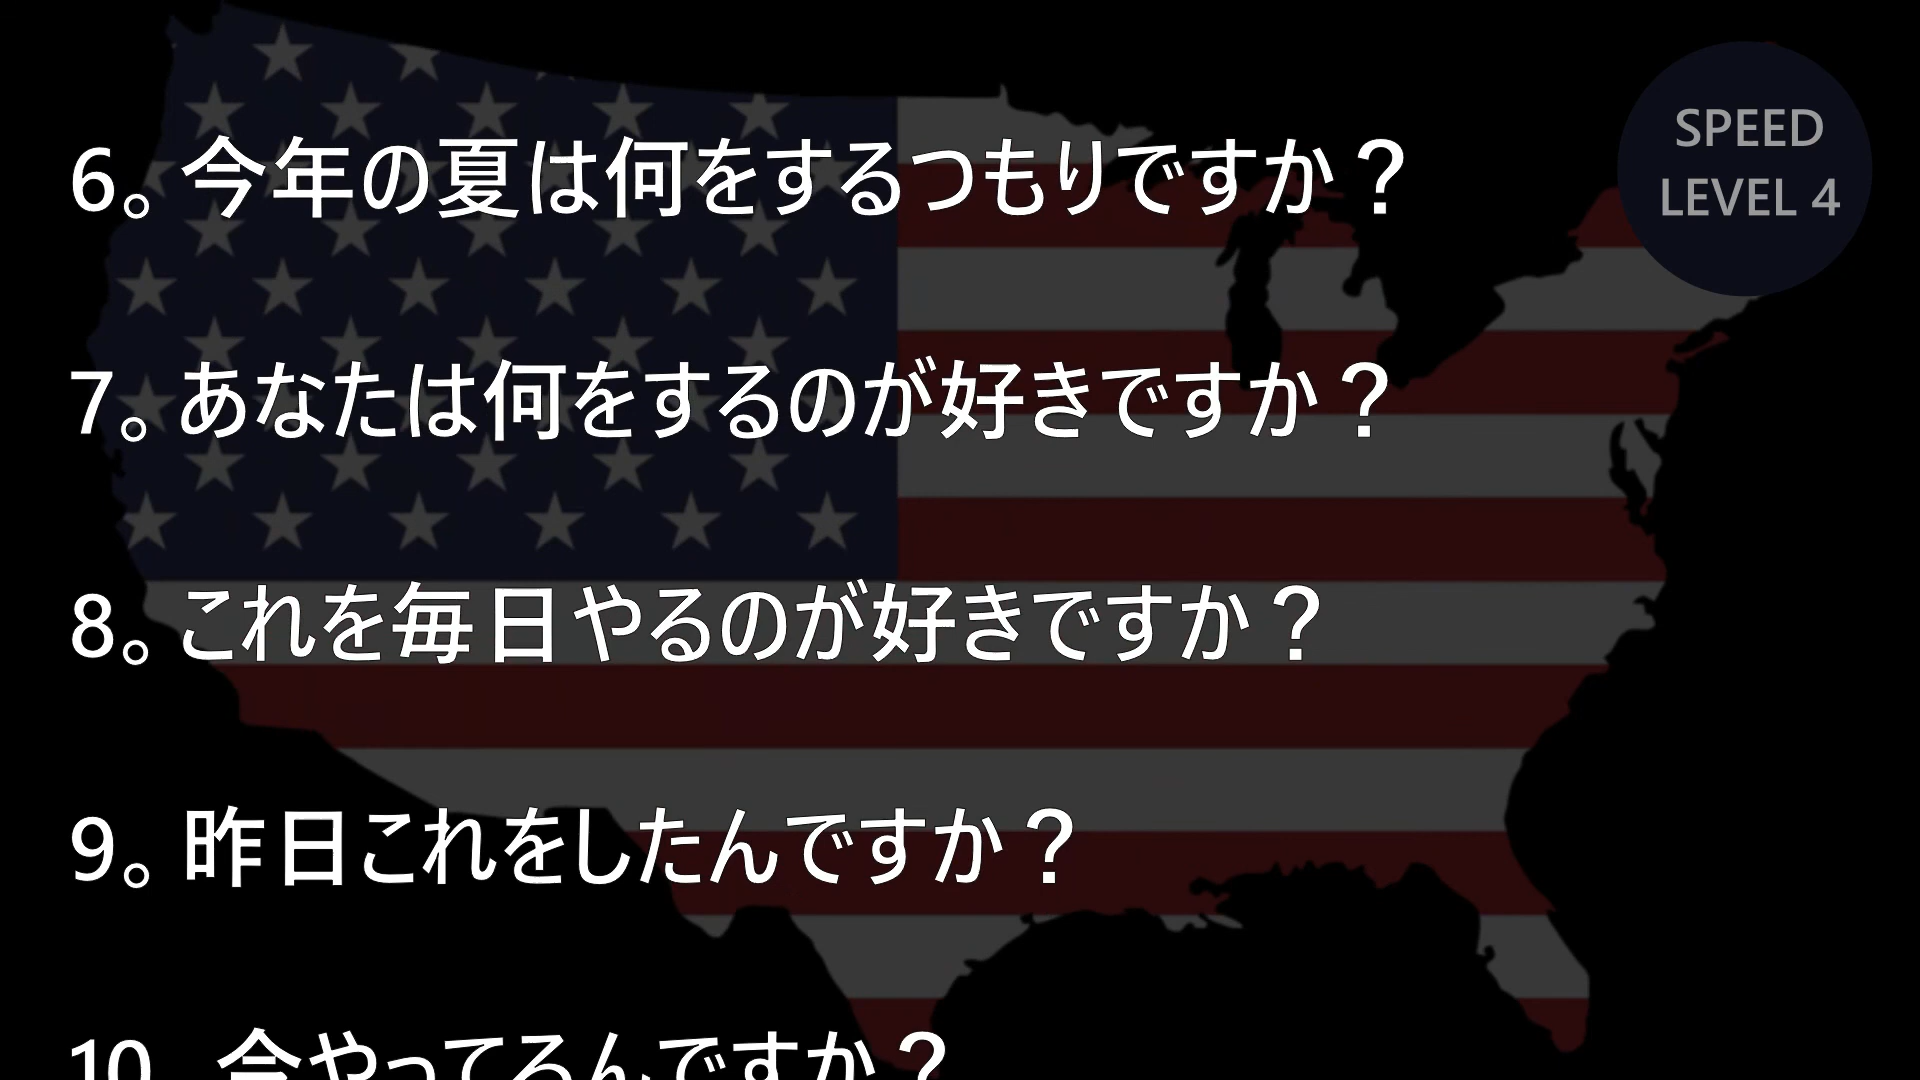 SPEED
LEVEL 4
6。今年の夏は何をするつもりですか？
7。あなたは何をするのが好きですか？
8。これを毎日やるのが好きですか？
9。昨日これをしたんですか？
10。今やってるんですか？